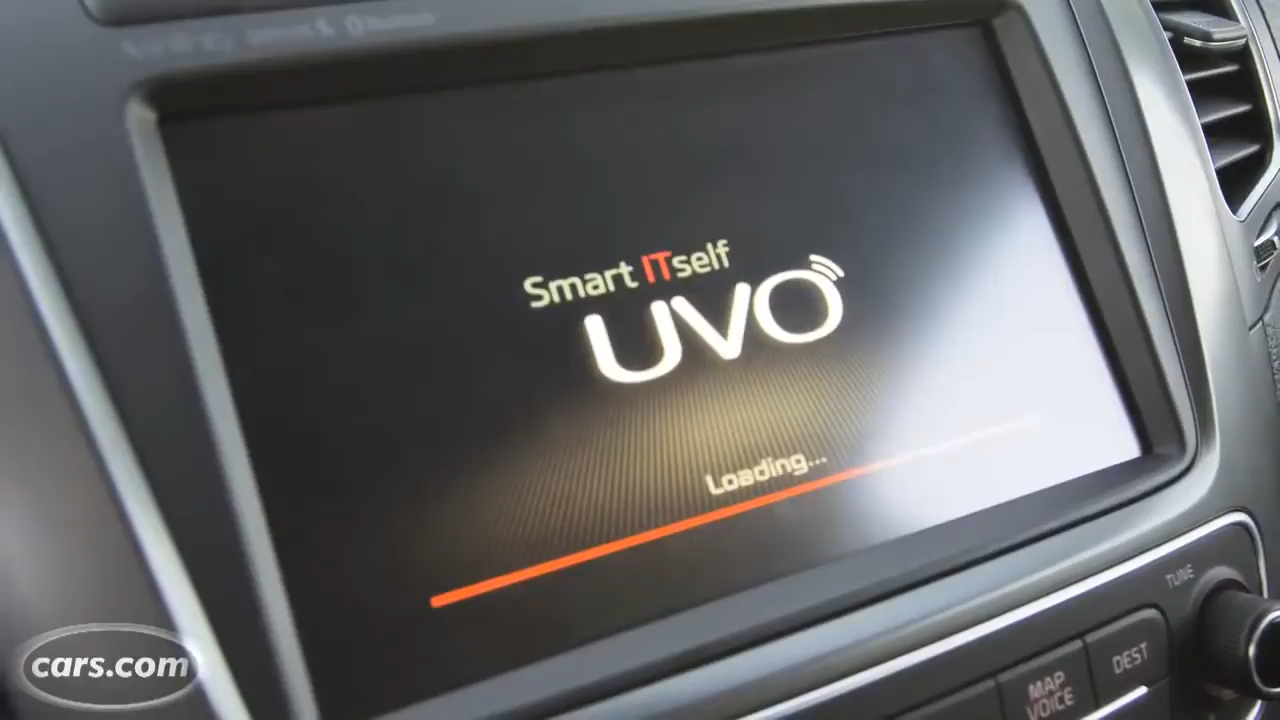 Smart ITself
UVO
Loading...
TUNE
DEST
MAP
VOICE
cars.com